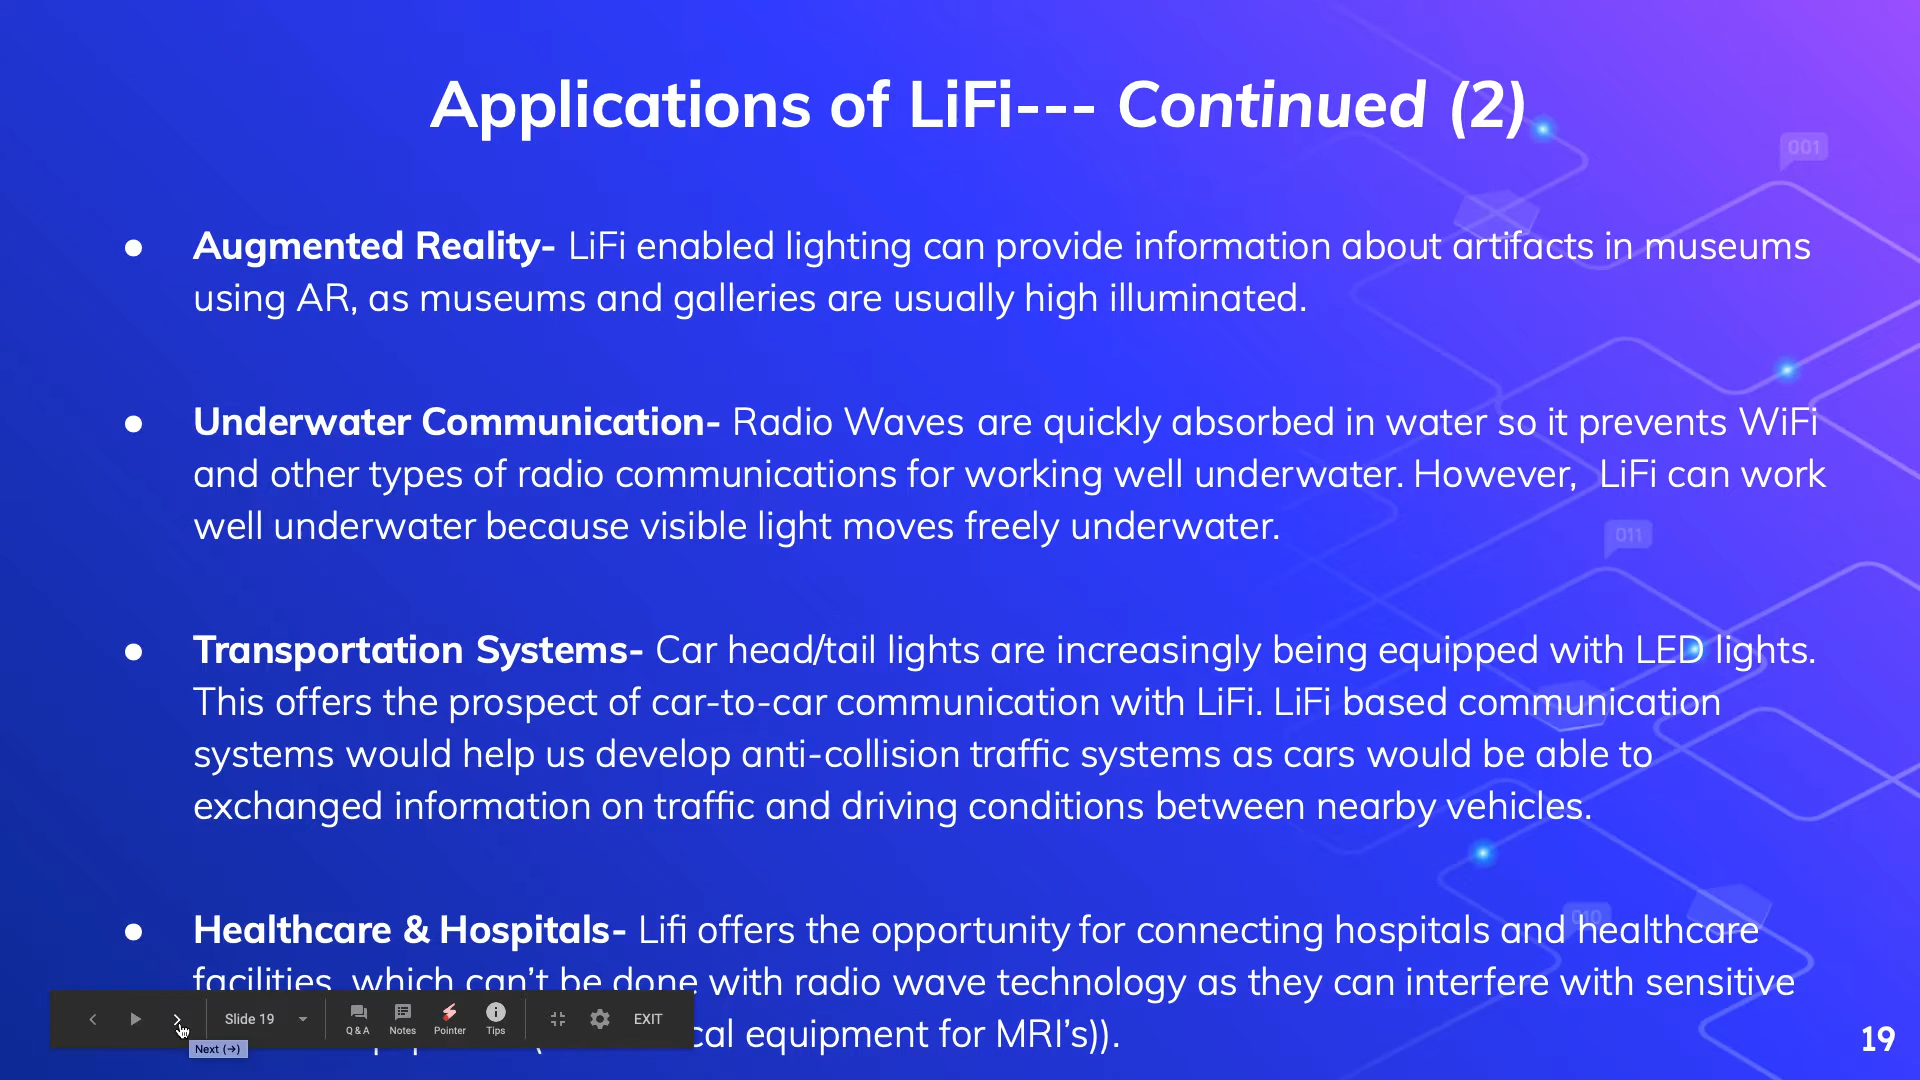 Applications of LiFi--- Continued (2)
001
● Augmented Reality- LiFi enabled lighting can provide information about artifacts in museums
using AR, as museums and galleries are usually high illuminated.
● Underwater Communication- Radio Waves are quickly absorbed in water so it prevents WiFi
and other types of radio communications for working well underwater. However,  LiFi can work
well underwater because visible light moves freely underwater.
011
● Transportation Systems- Car head/tail lights are increasingly being equipped with LED lights.
This offers the prospect of car-to-car communication with LiFi. LiFi based communication
systems would help us develop anti-collision traffic systems as cars would be able to
exchanged information on traffic and driving conditions between nearby vehicles.
010
● Healthcare & Hospitals- Lifi offers the opportunity for connecting hospitals and healthcare
facilities, which can't be done with radio wave technology as they can interfere with sensitive
equipment for MRI's)).
Slide 19
Q & A Notes Pointer Tips
EXIT
Next (→)
19